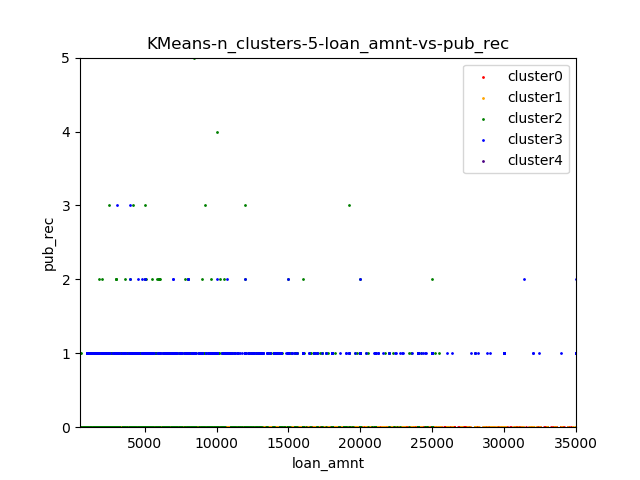 KMeans-n_clusters-5-loan_amnt-vs-pub_rec
cluster0
cluster1
cluster2
cluster3
cluster4
5
4
3
2
1
0
pub_rec
5000 10000 15000 20000 25000 30000 35000
loan_amnt